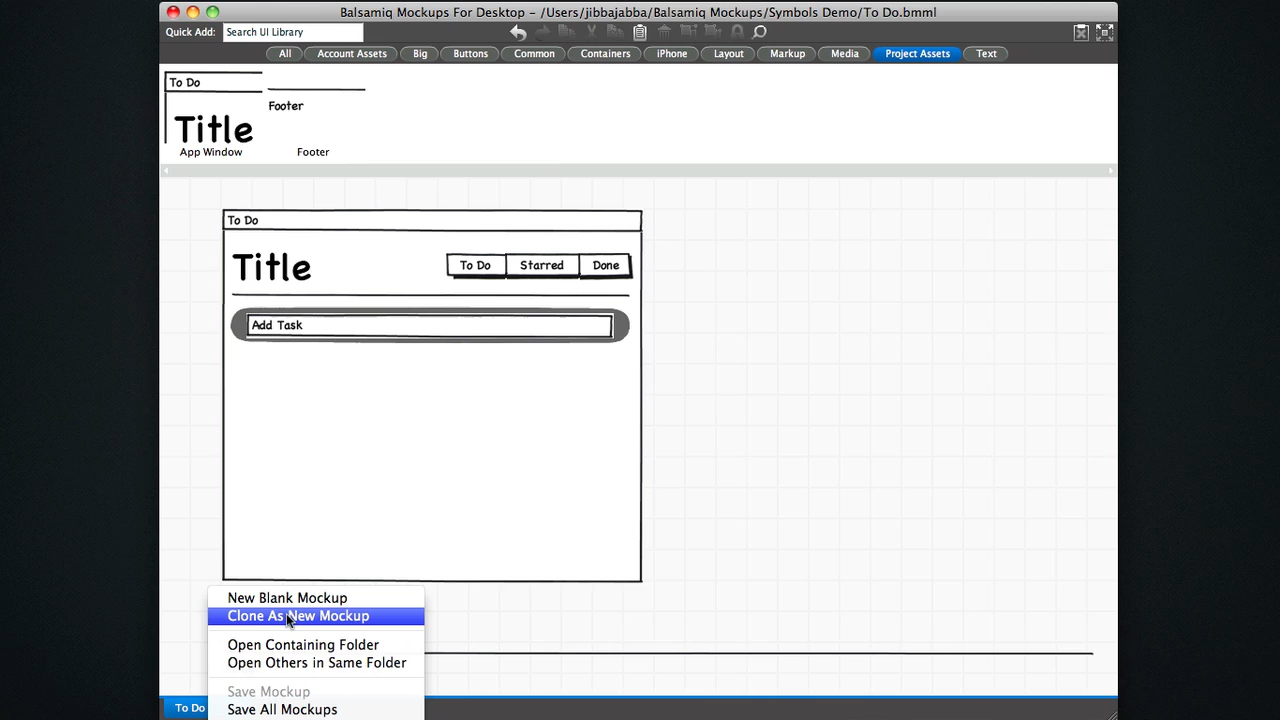 Balsamiq Mockups For Desktop – /Users/jibbajabba/Balsamiq Mockups/Symbols Demo/To Do.bmml
Quick Add: Search UI Library
All Account Assets Big Buttons Common Containers iPhone Layout Markup Media Project Assets Text
To Do
Title
App Window
Footer
Footer
To Do
Title To Do Starred Done
Add Task
New Blank Mockup
Clone As New Mockup
Open Containing Folder
Open Others in Same Folder
Save Mockup
Save All Mockups
To Do